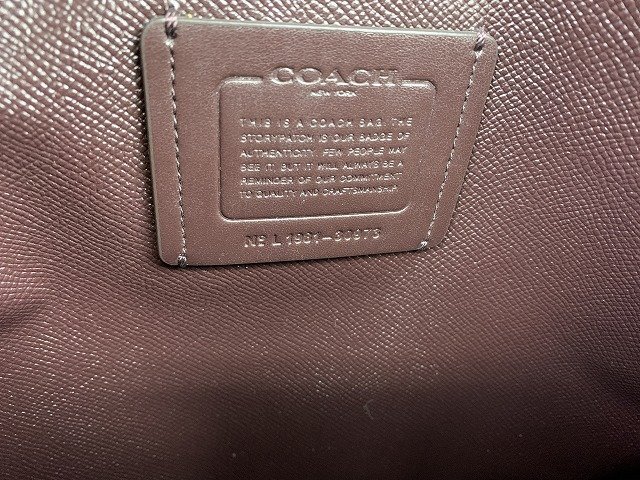 COACH
NEW YORK
THIS IS A COACH BAG. THE
STORYPATCH IS OUR BADGE OF
AUTHENTICITY. FEW PEOPLE MAY
SEE IT, BUT IT WILL ALWAYS BE A
REMINDER OF OUR COMMITMENT
TO QUALITY AND CRAFTSMANSHIP.
Nº L1961-30973